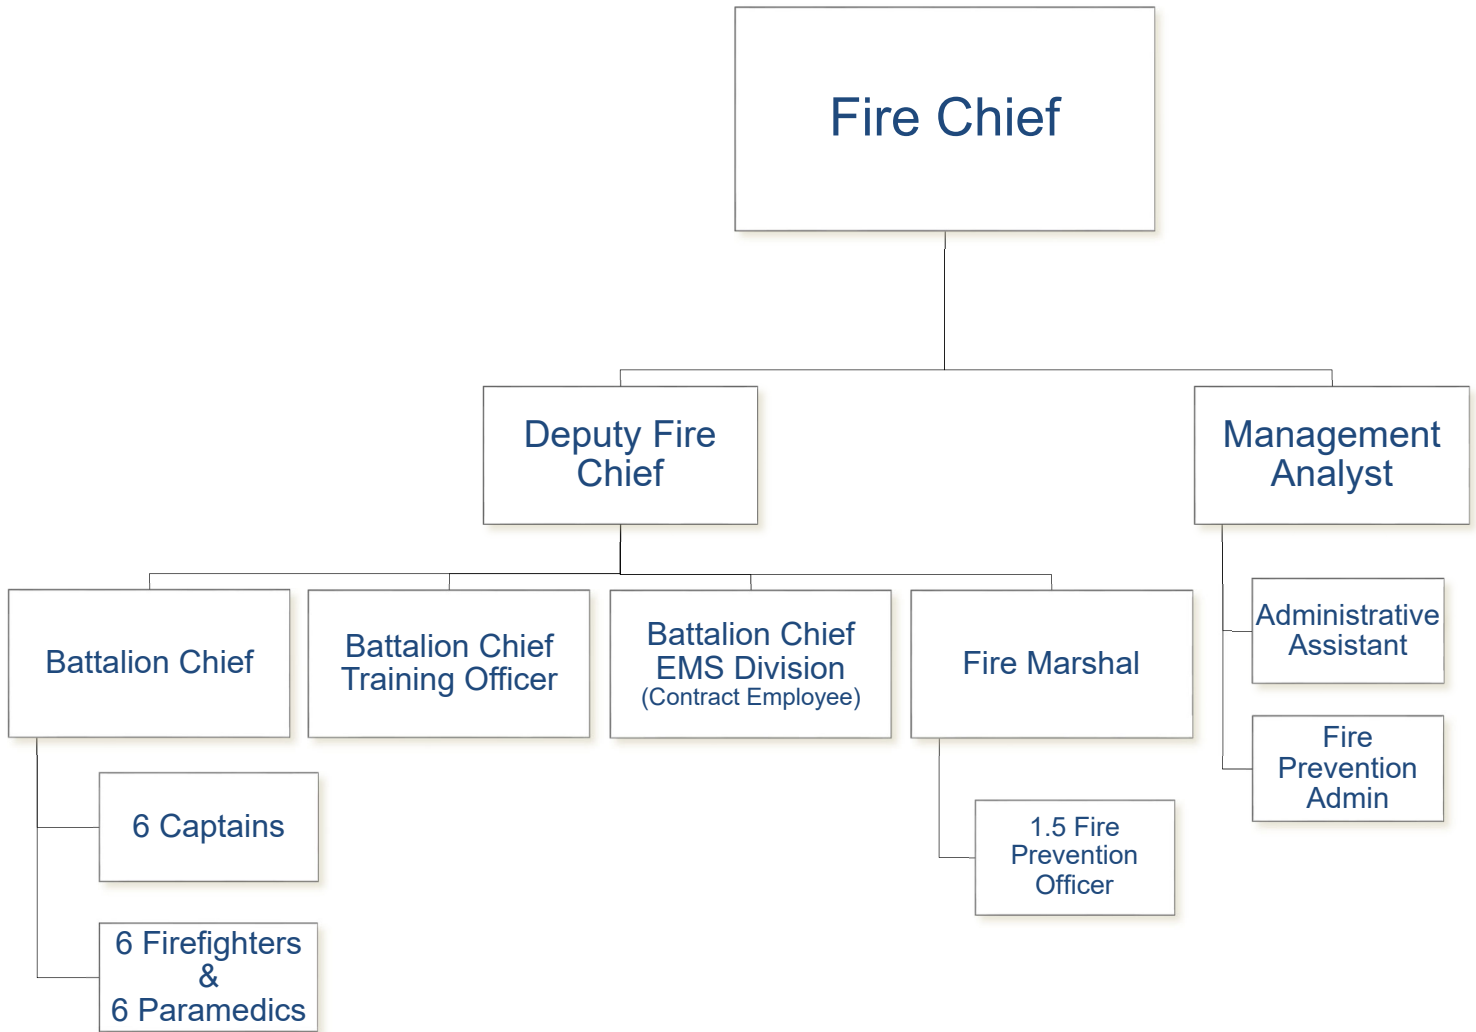 Fire Chief
Deputy Fire
Chief
Management
Analyst
Battalion Chief
Battalion Chief
Training Officer
Battalion Chief
EMS Division
(Contract Employee)
Fire Marshal
Administrative
Assistant
Fire
Prevention
Admin
6 Captains
1.5 Fire
Prevention
Officer
6 Firefighters
&
6 Paramedics